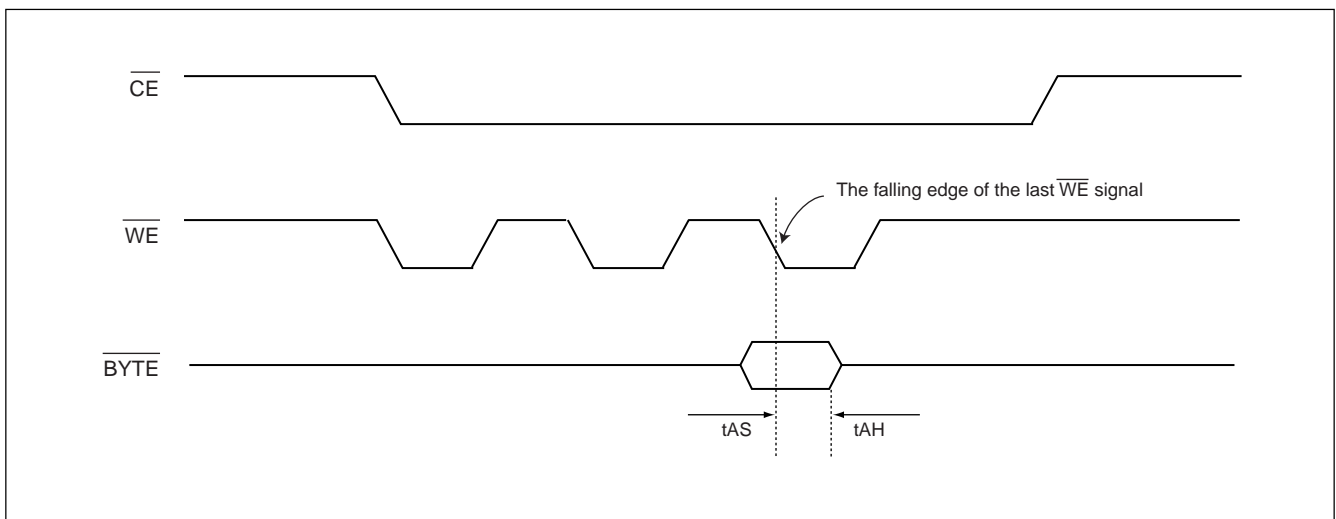 CE
The falling edge of the last WE signal
WE
BYTE
tAS
tAH